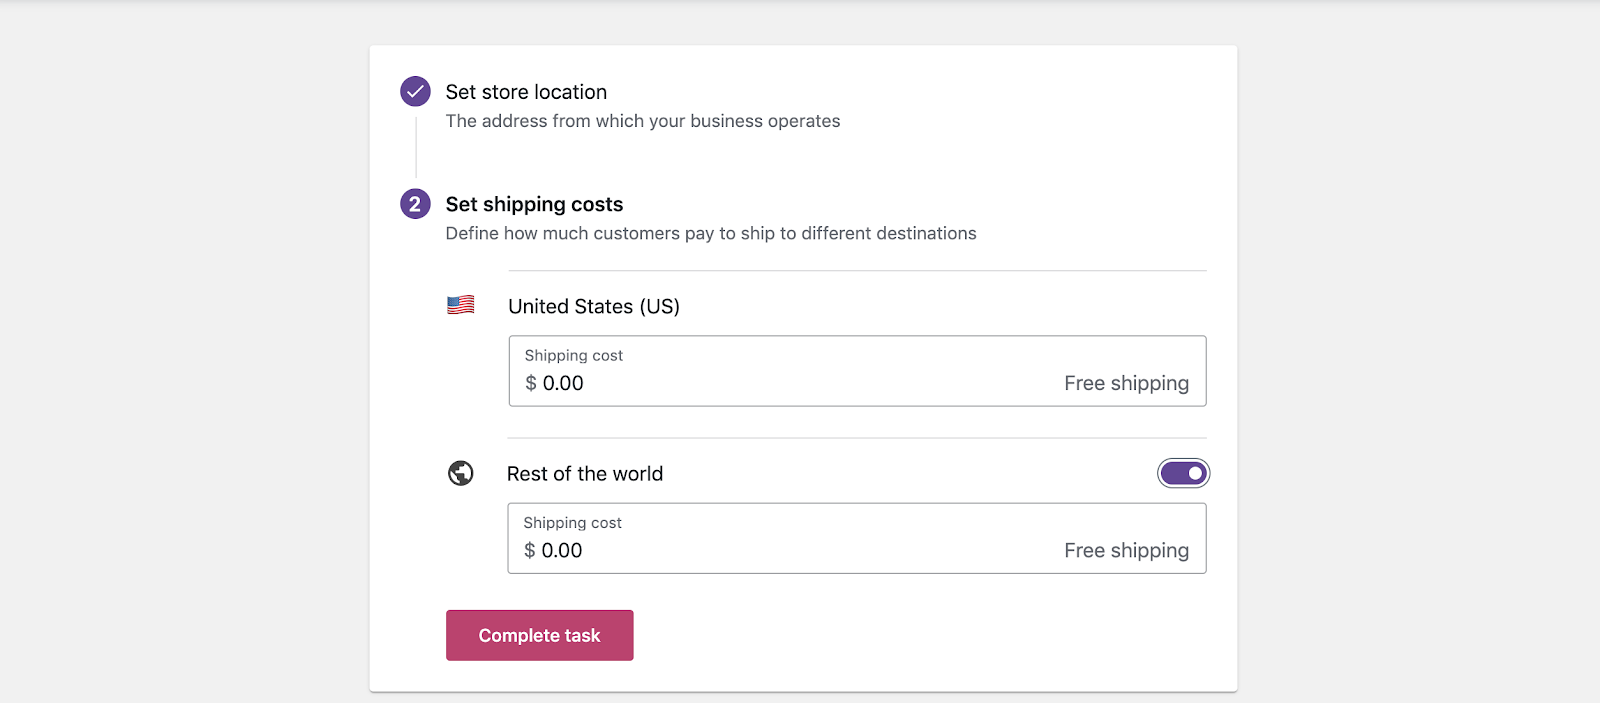 Set store location
The address from which your business operates
2 Set shipping costs
Define how much customers pay to ship to different destinations
United States (US)
Shipping cost
$ 0.00 Free shipping
Rest of the world
Shipping cost
$ 0.00 Free shipping
Complete task